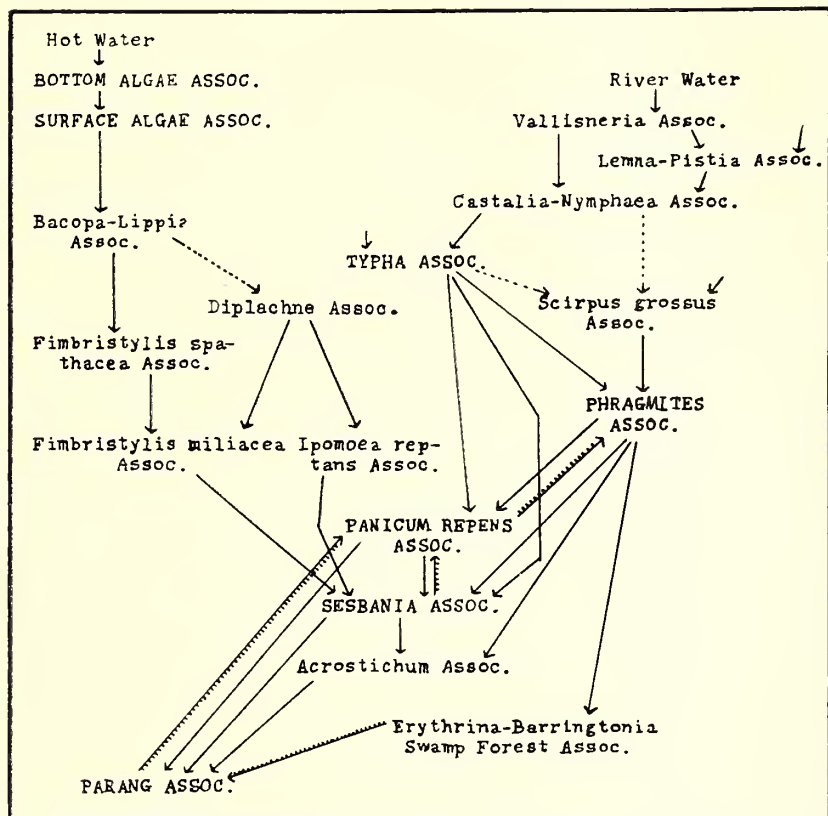 Hot Water
BOTTOM ALGAE ASSOC.
SURFACE ALGAE ASSOC.
River Water
Vallisneria Assoc.
Lemna-Pistia Assoc.
Castalia-Nymphaea Assoc.
Bacopa-Lippia
Assoc.
TYPHA ASSOC.
Diplachne Assoc.
Scirpus grossus
Assoc.
Fimbristylis spa-
thacea Assoc.
PHRAGMITES
ASSOC.
Fimbristylis miliacea
Assoc.
Ipomoea rep-
tans Assoc.
PANICUM REPENS
ASSOC.
SESBANIA ASSOC.
Acrostichum Assoc.
Erythrina-Barringtonia
Swamp Forest Assoc.
PARANG ASSOC.